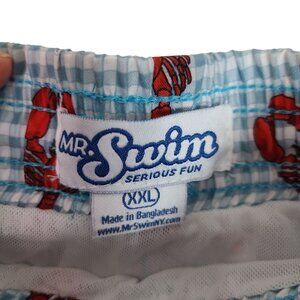 MR. Swim
SERIOUS FUN
XXL
Made in Bangladesh
www.MrSwimNY.com